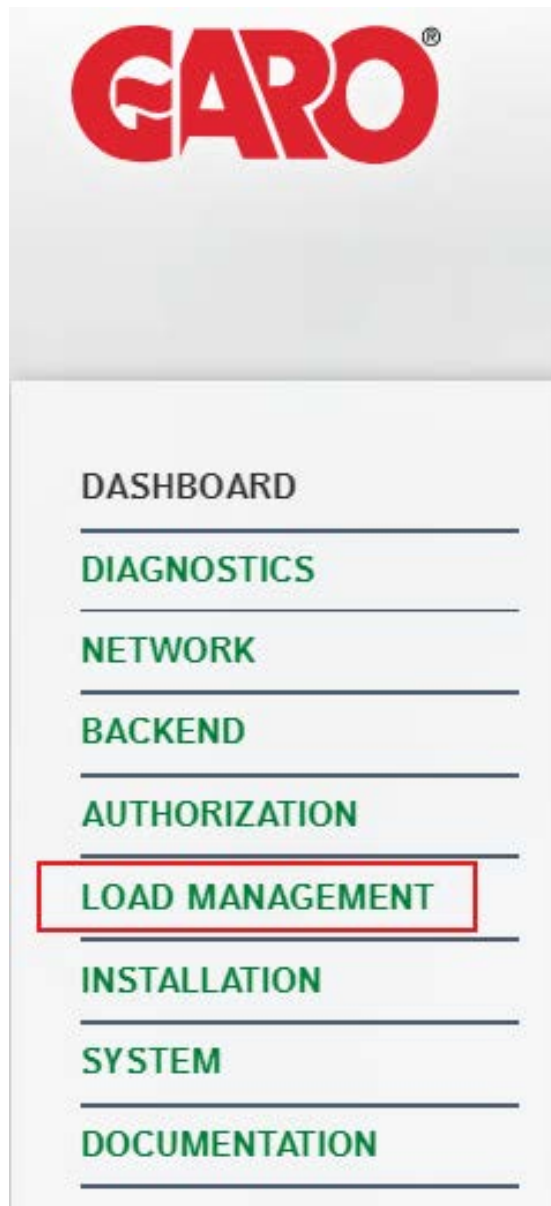 GARO®
DASHBOARD
DIAGNOSTICS
NETWORK
BACKEND
AUTHORIZATION
LOAD MANAGEMENT
INSTALLATION
SYSTEM
DOCUMENTATION